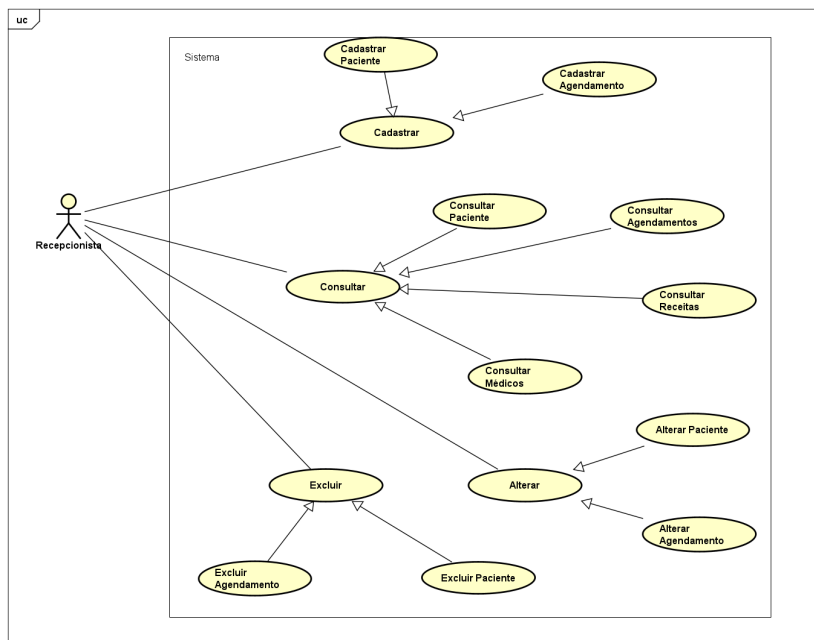 uc
Sistema
Cadastrar
Paciente
Cadastrar
Agendamento
Cadastrar
Recepcionista
Consultar
Paciente
Consultar
Agendamentos
Consultar
Consultar
Receitas
Consultar
Médicos
Alterar Paciente
Excluir
Alterar
Alterar
Agendamento
Excluir
Agendamento
Excluir Paciente